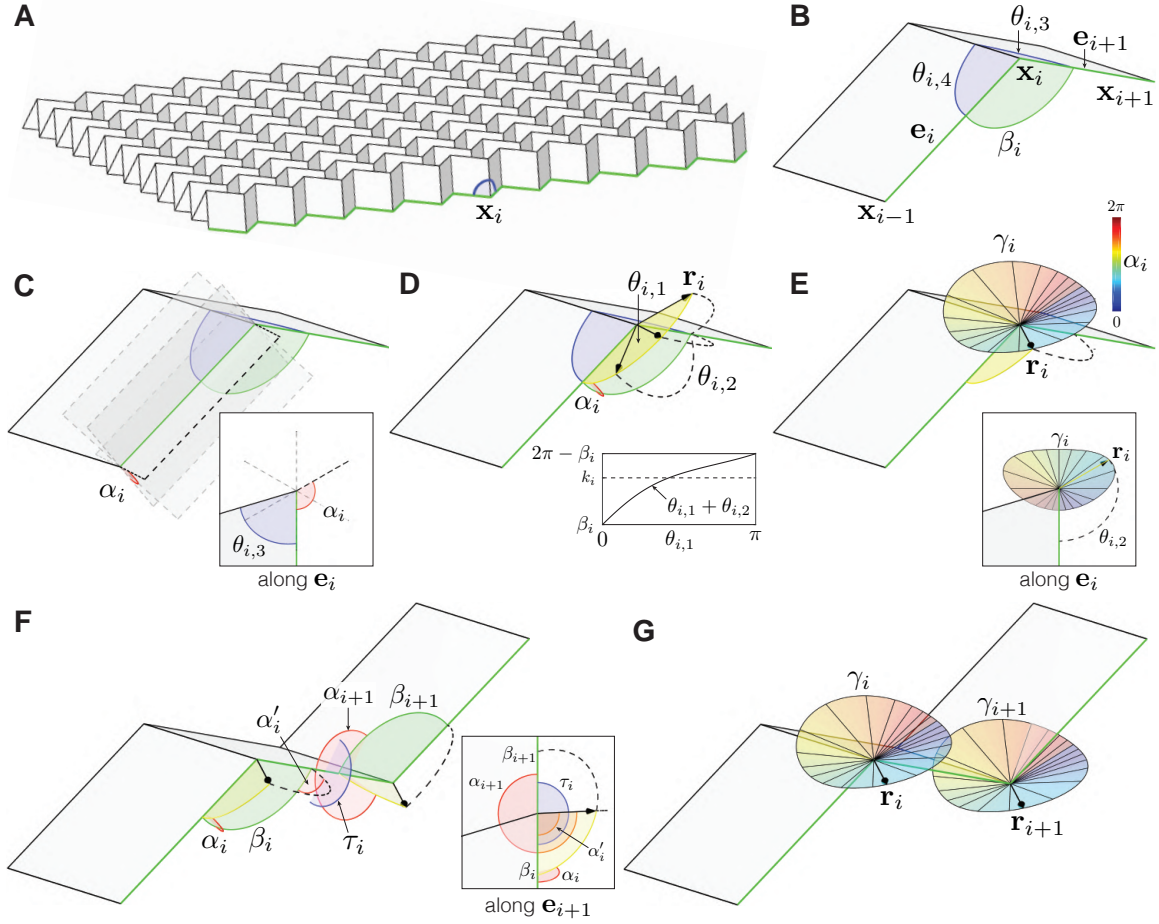 A
x_i
B
θ_{i,3}
e_{i+1}
θ_{i,4}
x_i
x_{i+1}
e_i
β_i
x_{i-1}
C
α_i
θ_{i,3}
α_i
along e_i
D
θ_{i,1}
r_i
θ_{i,2}
α_i
2π − β_i
k_i
β_i
θ_{i,1} + θ_{i,2}
0
θ_{i,1}
π
E
γ_i
2π
α_i
0
r_i
γ_i
r_i
θ_{i,2}
along e_i
F
α_{i+1}
β_{i+1}
α′_i
α_i
β_i
τ_i
β_{i+1}
α_{i+1}
τ_i
α′_i
β_i
α_i
along e_{i+1}
G
γ_i
γ_{i+1}
r_i
r_{i+1}